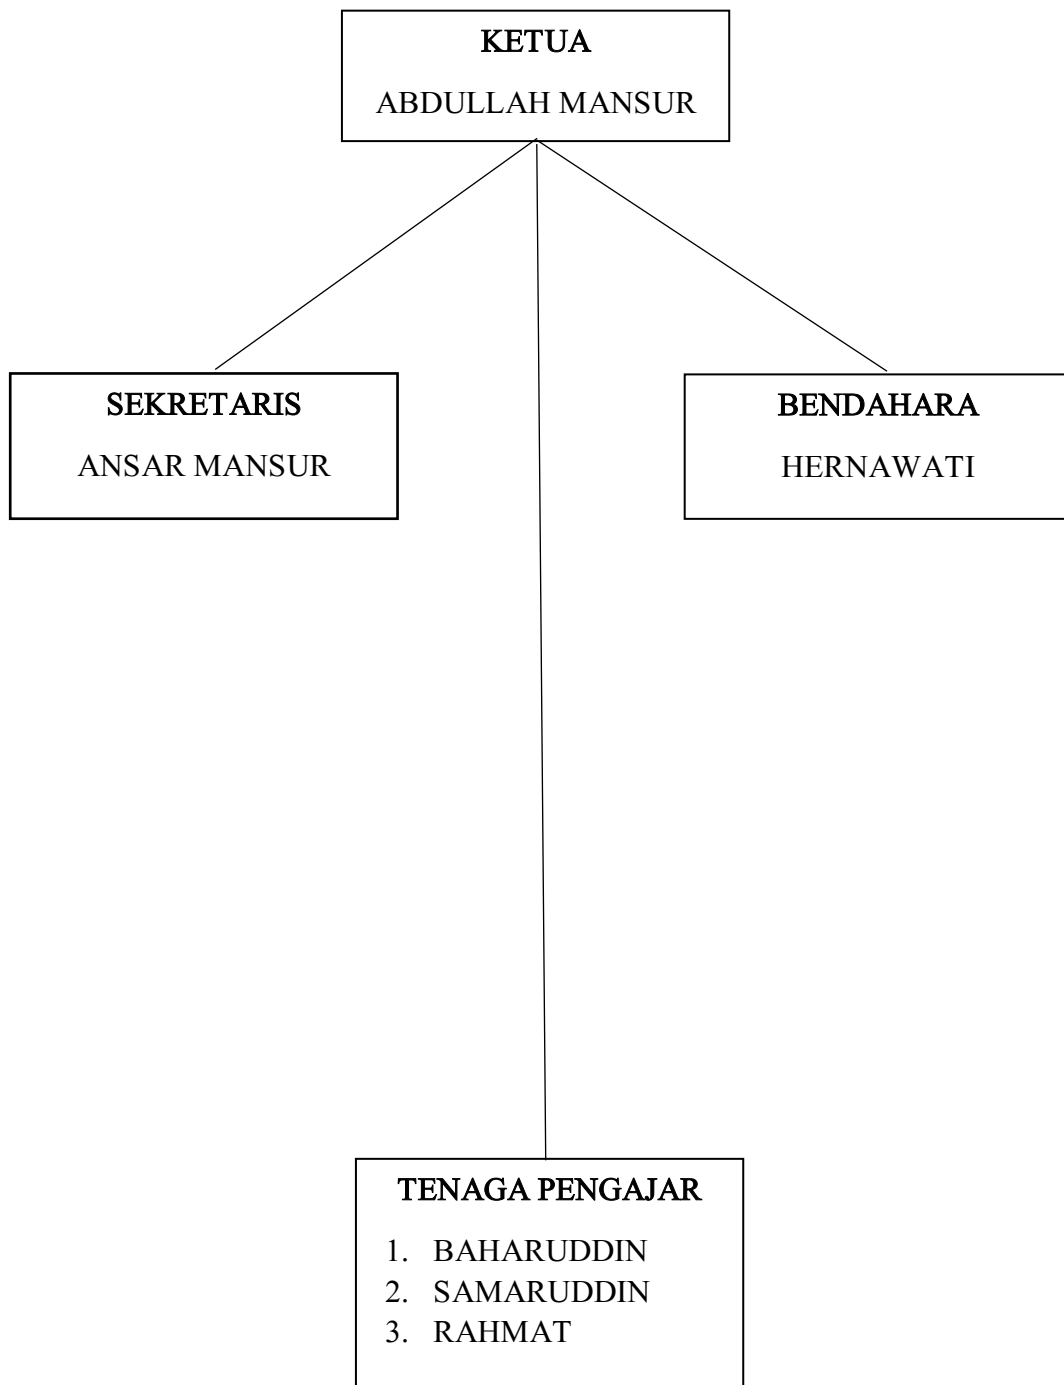 KETUA
ABDULLAH MANSUR
SEKRETARIS
ANSAR MANSUR
BENDAHARA
HERNAWATI
TENAGA PENGAJAR
1. BAHARUDDIN
2. SAMARUDDIN
3. RAHMAT